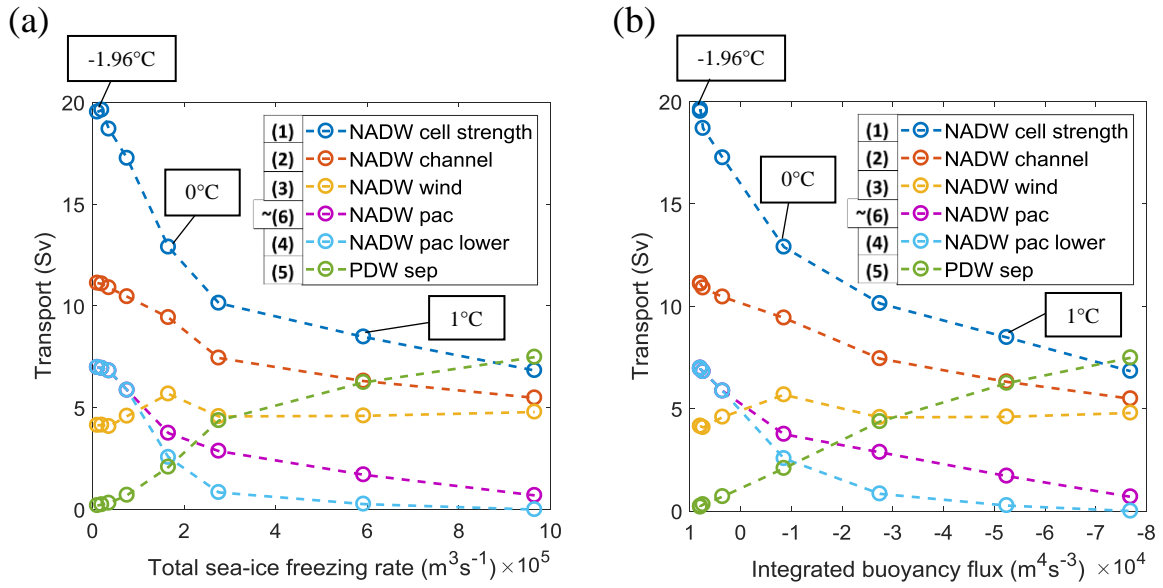 (a)
-1.96°C
20
15
10
5
0
Transport (Sv)
0°C
1°C
(1) NADW cell strength
(2) NADW channel
(3) NADW wind
~(6) NADW pac
(4) NADW pac lower
(5) PDW sep
0 2 4 6 8 10
Total sea-ice freezing rate (m³s⁻¹) ×10⁵
(b)
-1.96°C
20
15
10
5
0
Transport (Sv)
0°C
1°C
(1) NADW cell strength
(2) NADW channel
(3) NADW wind
~(6) NADW pac
(4) NADW pac lower
(5) PDW sep
1 0 -1 -2 -3 -4 -5 -6 -7 -8
Integrated buoyancy flux (m⁴s⁻³) ×10⁴